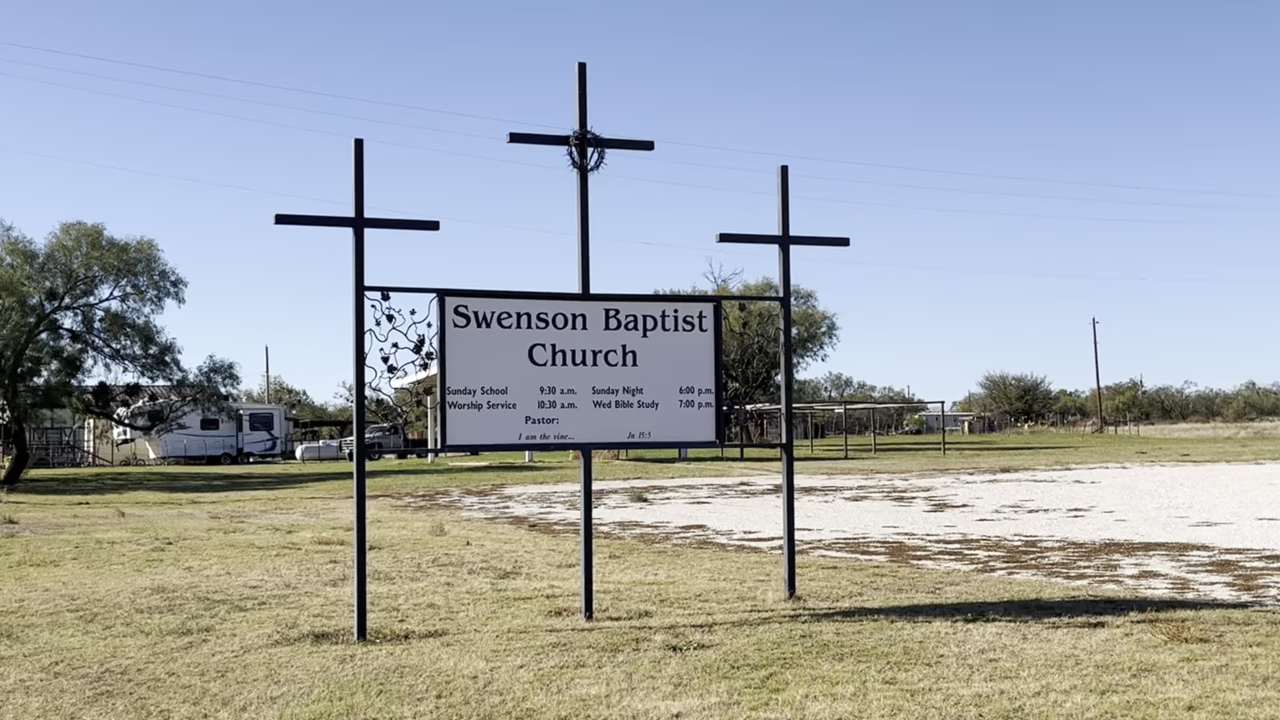 Swenson Baptist
Church
Sunday School 9:30 a.m. Sunday Night 6:00 p.m.
Worship Service 10:30 a.m. Wed Bible Study 7:00 p.m.
Pastor:
I am the vine... Jn 15:5